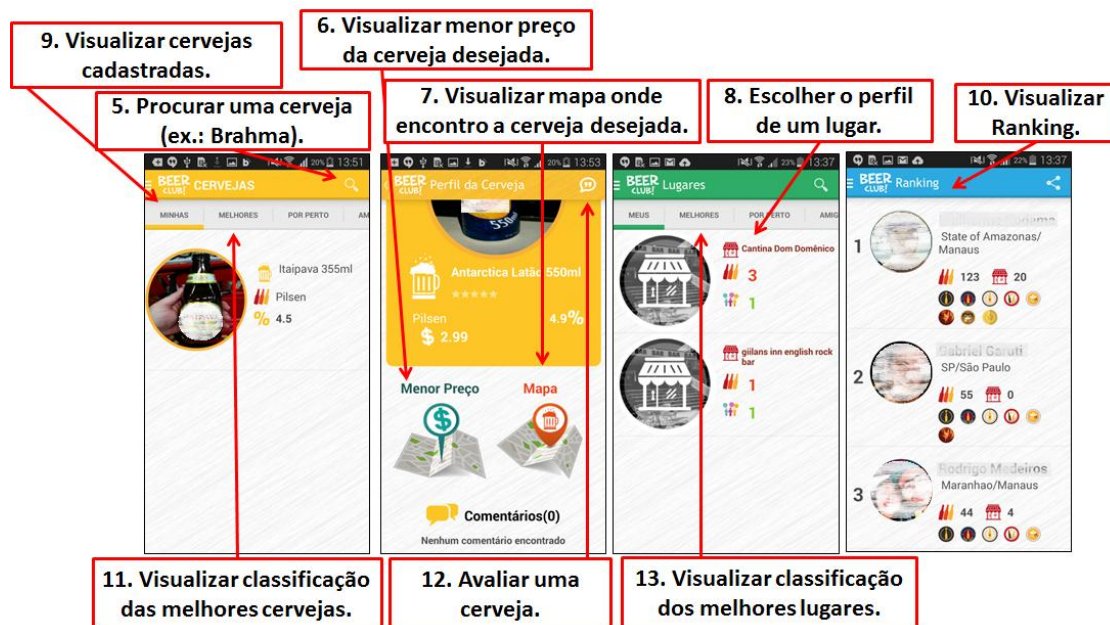 9. Visualizar cervejas
cadastradas.
6. Visualizar menor preço
da cerveja desejada.
5. Procurar uma cerveja
(ex.: Brahma).
7. Visualizar mapa onde
encontro a cerveja desejada.
8. Escolher o perfil
de um lugar.
10. Visualizar
Ranking.
20% 13:51
BEER CLUB! CERVEJAS
MINHAS MELHORES POR PERTO AM
Itaipava 355ml
Pilsen
% 4.5
20% 13:53
BEER CLUB! Perfil da Cerveja
550ml
Antarctica Latão 550ml
Pilsen 4.9%
$ 2.99
Menor Preço Mapa
Comentários(0)
Nenhum comentário encontrado
23% 13:37
BEER CLUB! Lugares
MEUS MELHORES POR PERTO AMIG
Cantina Dom Domênico
3
1
giilans inn english rock
bar
1
1
22% 13:37
BEER CLUB! Ranking
1
State of Amazonas/
Manaus
123 20
2
Gabriel Garuti
SP/São Paulo
55 0
3
Rodrigo Medeiros
Maranhao/Manaus
44 4
11. Visualizar classificação
das melhores cervejas.
12. Avaliar uma
cerveja.
13. Visualizar classificação
dos melhores lugares.